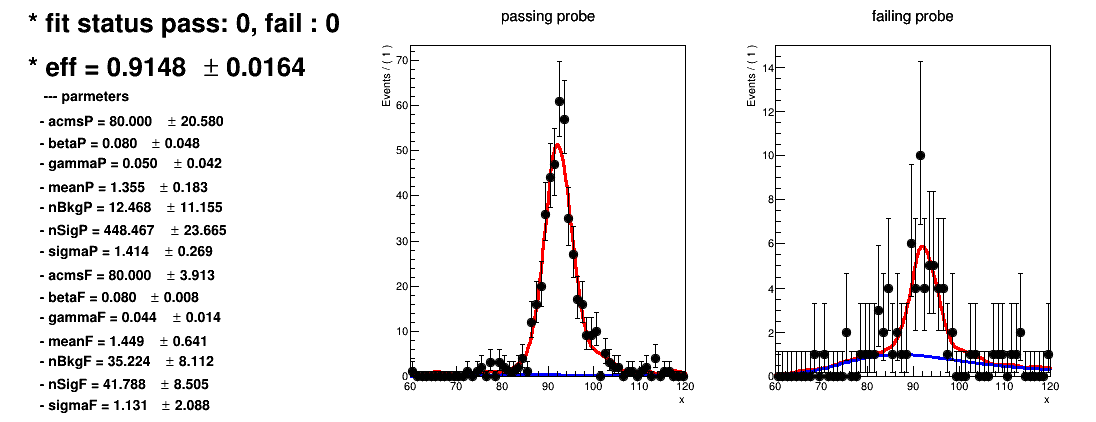 * fit status pass: 0, fail : 0
* eff = 0.9148 ± 0.0164
--- parmeters
- acmsP = 80.000 ± 20.580
- betaP = 0.080 ± 0.048
- gammaP = 0.050 ± 0.042
- meanP = 1.355 ± 0.183
- nBkgP = 12.468 ± 11.155
- nSigP = 448.467 ± 23.665
- sigmaP = 1.414 ± 0.269
- acmsF = 80.000 ± 3.913
- betaF = 0.080 ± 0.008
- gammaF = 0.044 ± 0.014
- meanF = 1.449 ± 0.641
- nBkgF = 35.224 ± 8.112
- nSigF = 41.788 ± 8.505
- sigmaF = 1.131 ± 2.088
passing probe
Events / ( 1 )
70
60
50
40
30
20
10
0
60 70 80 90 100 110 120
x
failing probe
Events / ( 1 )
14
12
10
8
6
4
2
0
60 70 80 90 100 110 120
x